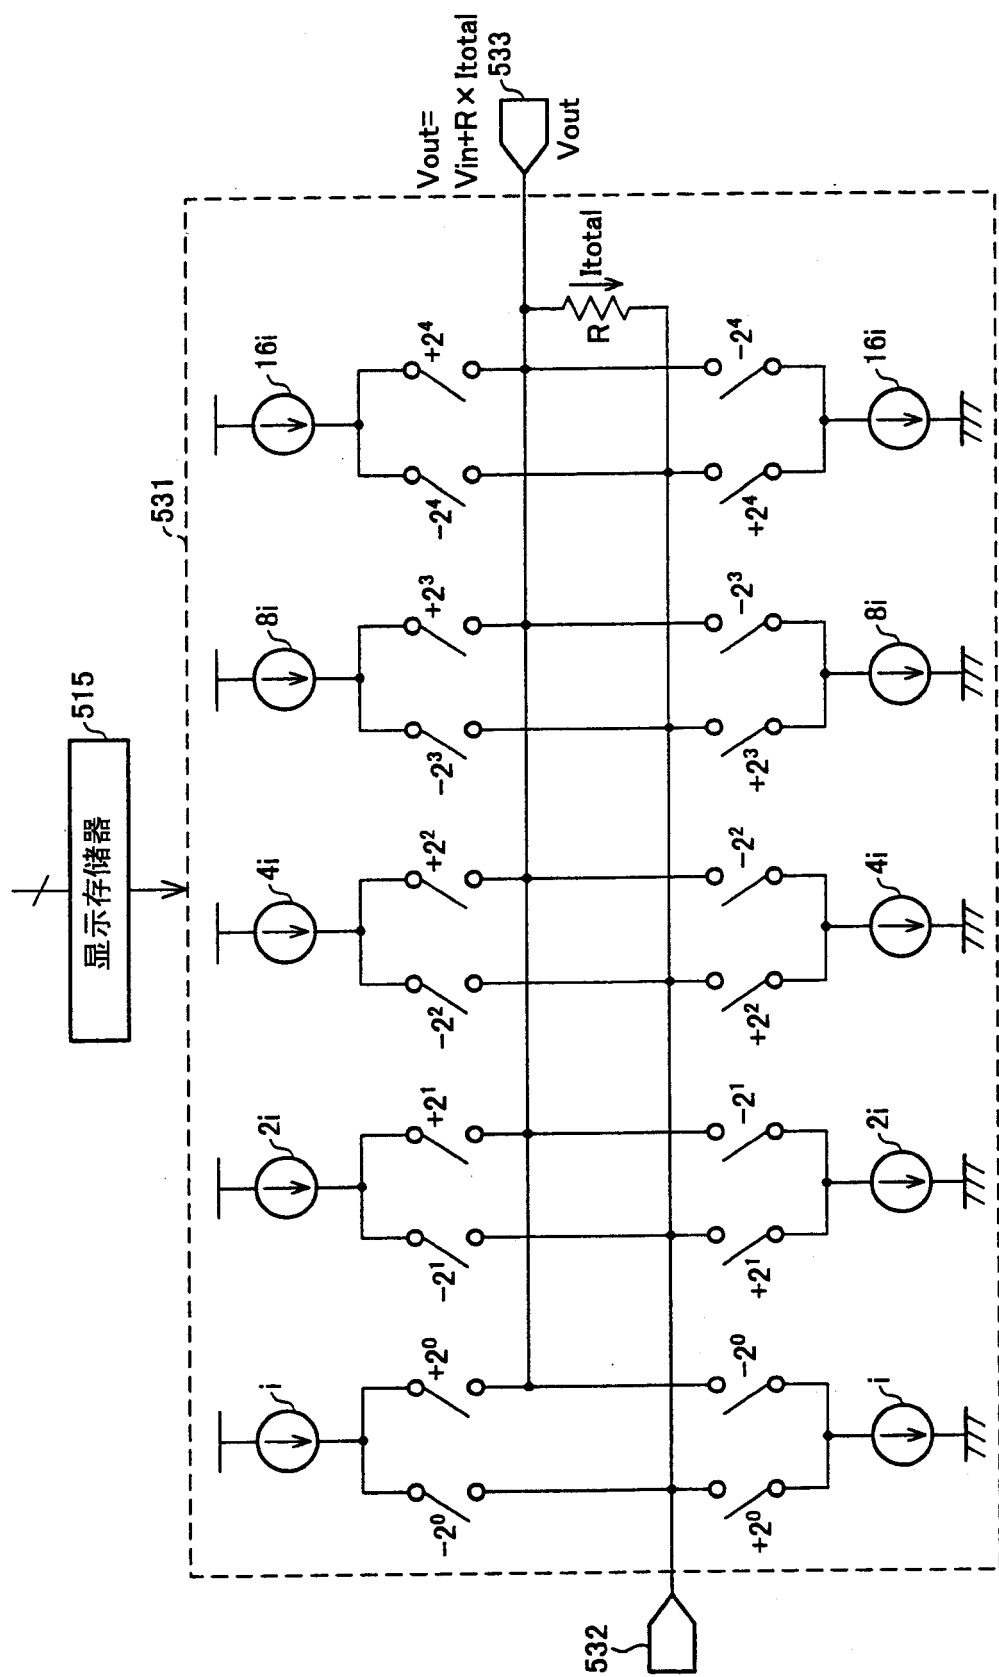 显示存储器
515
531
Vout=
Vin+R×Itotal
533
Vout
Itotal
R
i
2i
4i
8i
16i
−2⁰
+2⁰
−2¹
+2¹
−2²
+2²
−2³
+2³
−2⁴
+2⁴
+2⁰
−2⁰
+2¹
−2¹
+2²
−2²
+2³
−2³
+2⁴
−2⁴
i
2i
4i
8i
16i
532